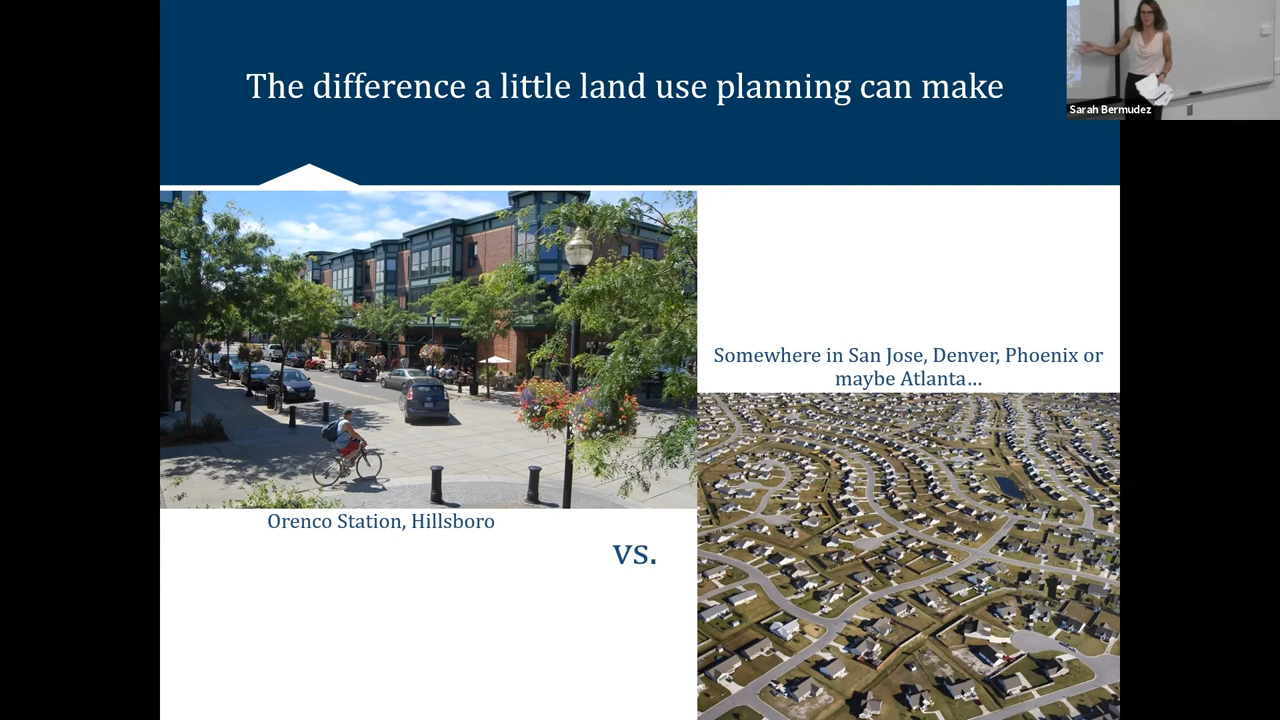 The difference a little land use planning can make
Sarah Bermudez
Somewhere in San Jose, Denver, Phoenix or
maybe Atlanta…
Orenco Station, Hillsboro
vs.